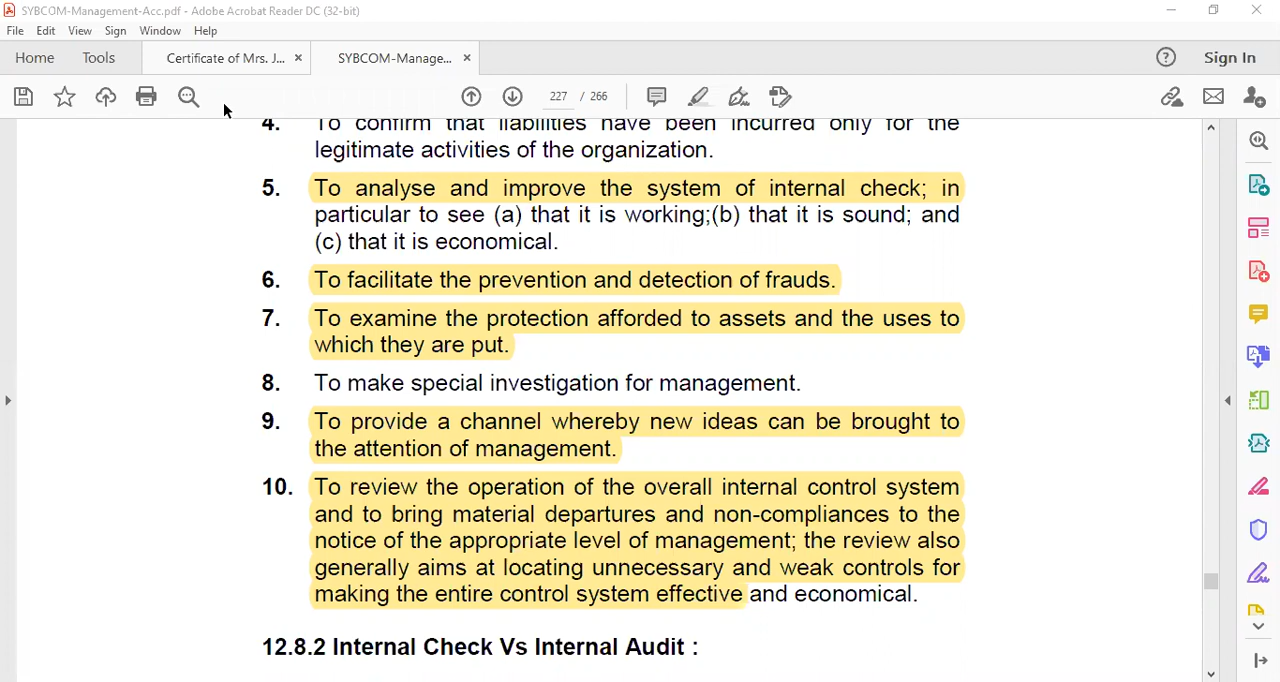 SYBCOM-Management-Acc.pdf - Adobe Acrobat Reader DC (32-bit)
File Edit View Sign Window Help
Home Tools Certificate of Mrs. J... × SYBCOM-Manage... × Sign In
227 / 266
4. To confirm that liabilities have been incurred only for the
legitimate activities of the organization.
5. To analyse and improve the system of internal check; in
particular to see (a) that it is working;(b) that it is sound; and
(c) that it is economical.
6. To facilitate the prevention and detection of frauds.
7. To examine the protection afforded to assets and the uses to
which they are put.
8. To make special investigation for management.
9. To provide a channel whereby new ideas can be brought to
the attention of management.
10. To review the operation of the overall internal control system
and to bring material departures and non-compliances to the
notice of the appropriate level of management; the review also
generally aims at locating unnecessary and weak controls for
making the entire control system effective and economical.
12.8.2 Internal Check Vs Internal Audit :